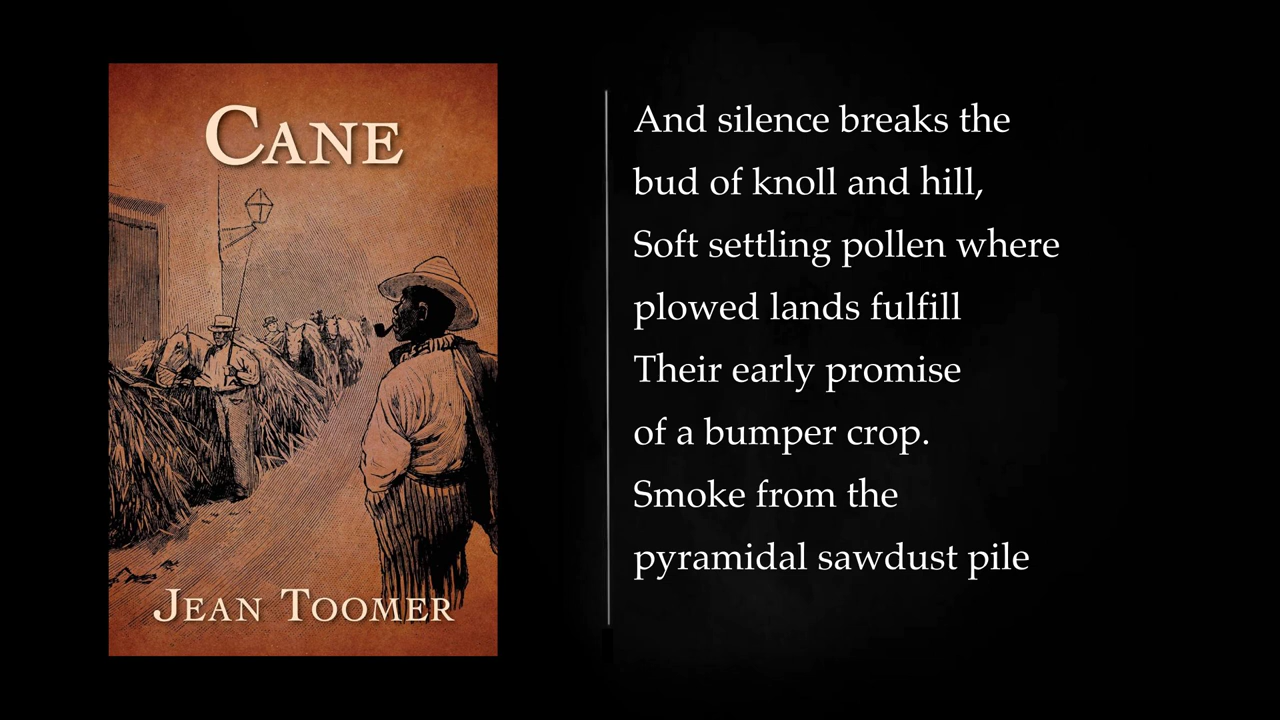 CANE
JEAN TOOMER
And silence breaks the
bud of knoll and hill,
Soft settling pollen where
plowed lands fulfill
Their early promise
of a bumper crop.
Smoke from the
pyramidal sawdust pile